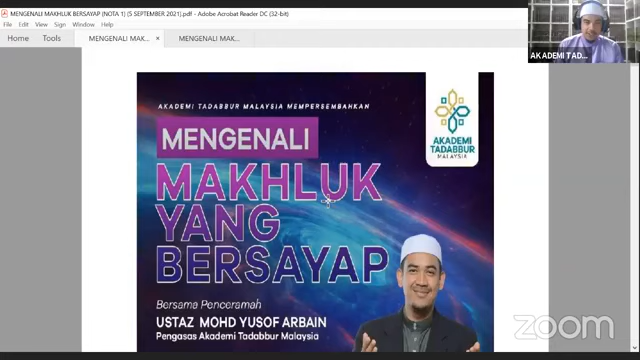 MENGENALI MAKHLUK BERSAYAP (NOTA 1) (5 SEPTEMBER 2021).pdf - Adobe Acrobat Reader DC (32-bit)
File Edit View Sign Window Help
Home Tools MENGENALI MAK... × MENGENALI MAK...
AKADEMI TAD...
AKADEMI TADABBUR MALAYSIA MEMPERSEMBAHKAN
AKADEMI
TADABBUR
MALAYSIA
MENGENALI
MAKHLUK
YANG
BERSAYAP
Bersama Penceramah
USTAZ MOHD YUSOF ARBAIN
Pengasas Akademi Tadabbur Malaysia
zoom